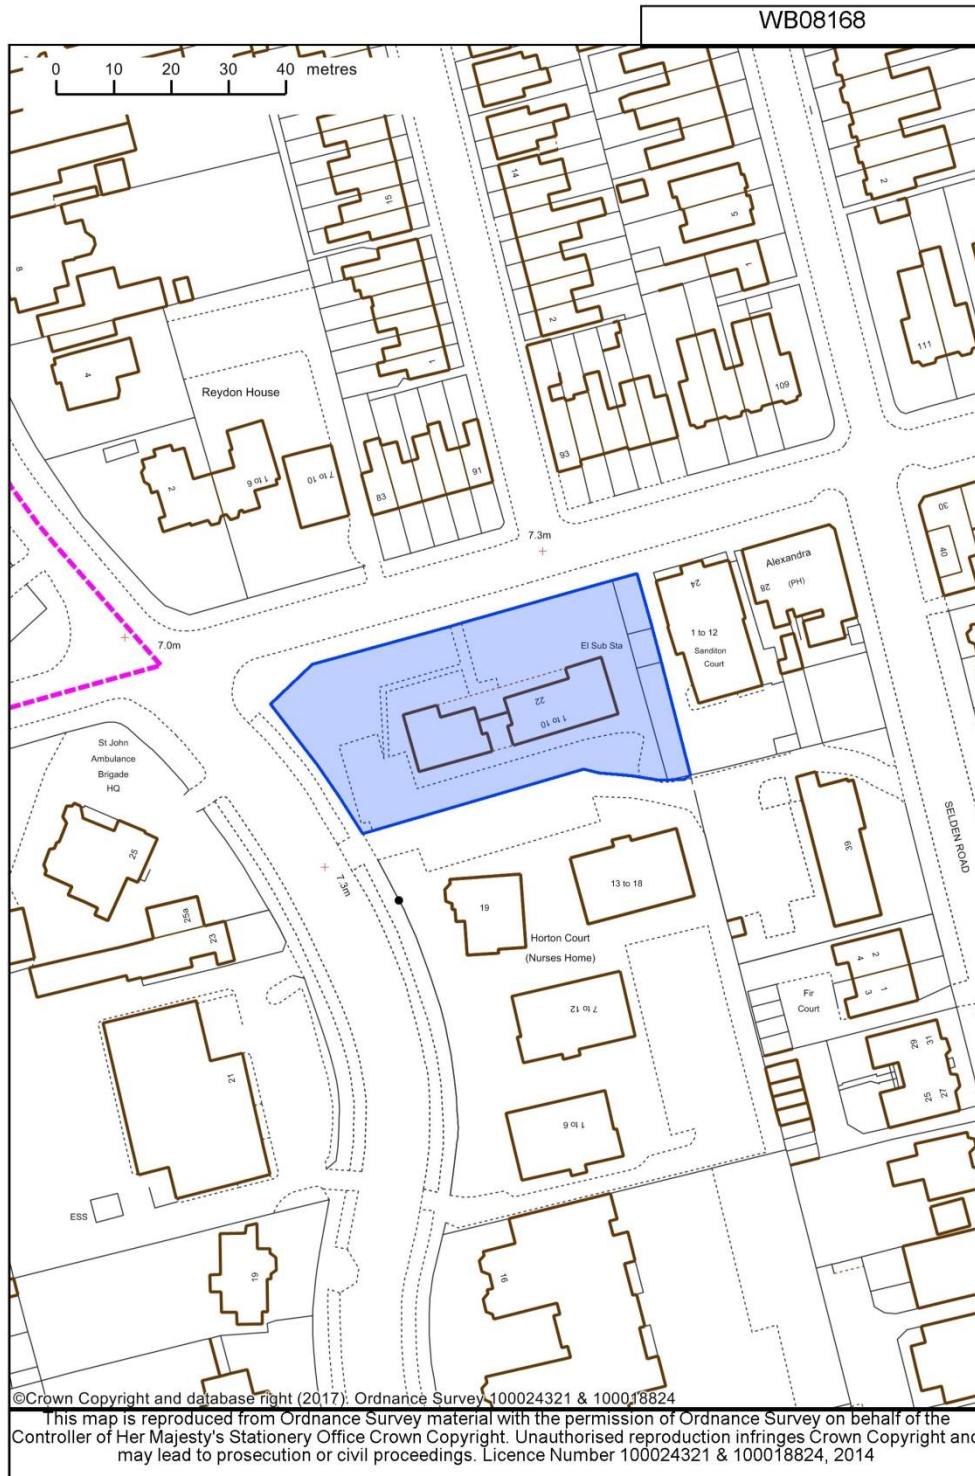 WB08168
0 10 20 30 40 metres
15
14
2
5
8
2
1
1
2
4
111
109
Reydon House
93
91
83
2
1 to 6
7 to 10
30
40
7.3m
Alexandra
(PH)
28
24
1 to 12
Sanditon
Court
El Sub Sta
22
1 to 10
7.0m
St John
Ambulance
Brigade
HQ
25
SELDEN ROAD
39
7.3m
13 to 18
19
Horton Court
(Nurses Home)
25a
23
2
4
1
3
Fir
Court
7 to 12
31
29
27
25
21
1 to 6
ESS
19
16
©Crown Copyright and database right (2017). Ordnance Survey 100024321 & 100018824
This map is reproduced from Ordnance Survey material with the permission of Ordnance Survey on behalf of the
Controller of Her Majesty's Stationery Office Crown Copyright. Unauthorised reproduction infringes Crown Copyright and
may lead to prosecution or civil proceedings. Licence Number 100024321 & 100018824, 2014